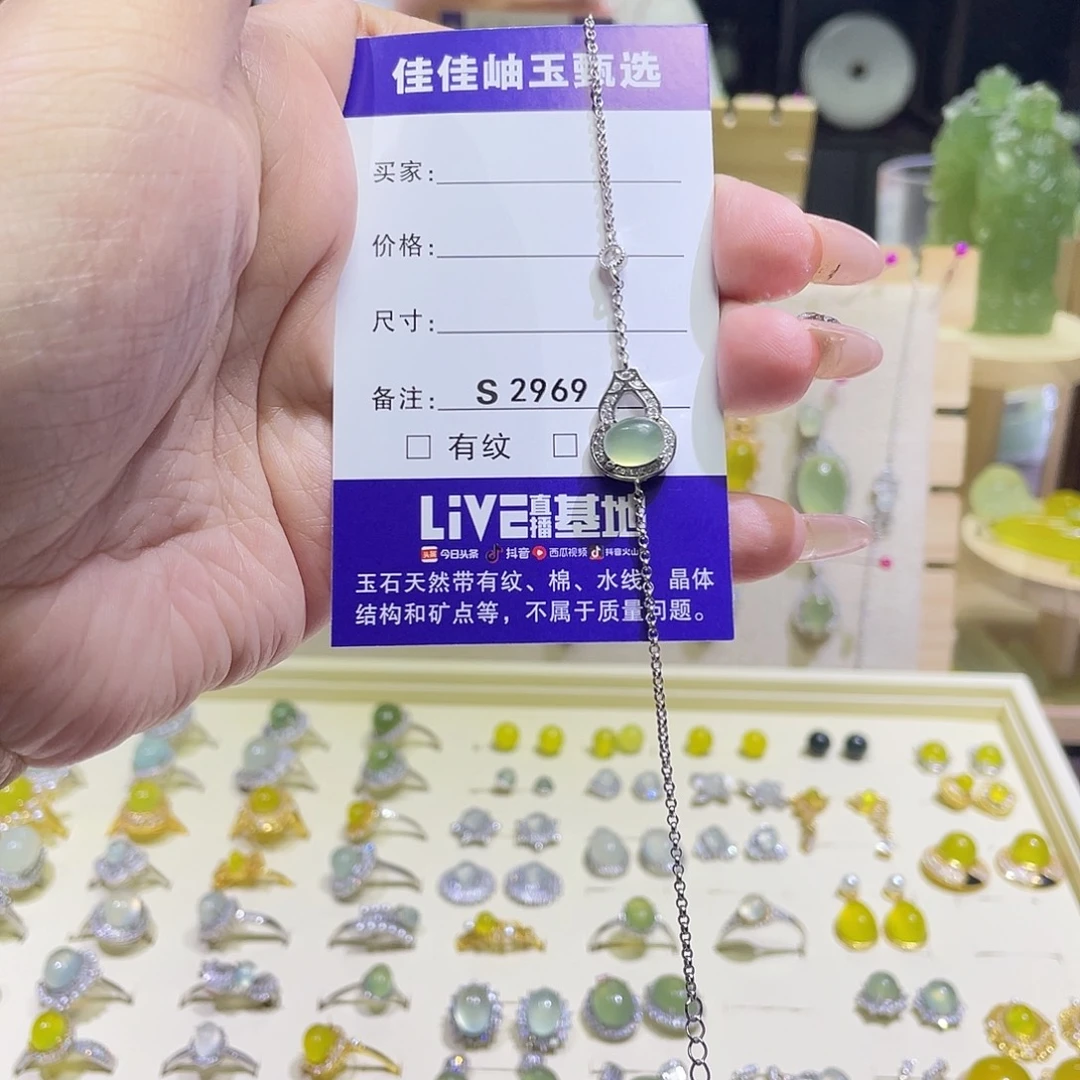 佳佳岫玉甄选
买家:
价格:
尺寸:
备注: S 2969
□ 有纹 □
LiVE直播基地
头条 今日头条 抖音 西瓜视频 抖音火山
玉石天然带有纹、棉、水线、晶体
结构和矿点等，不属于质量问题。